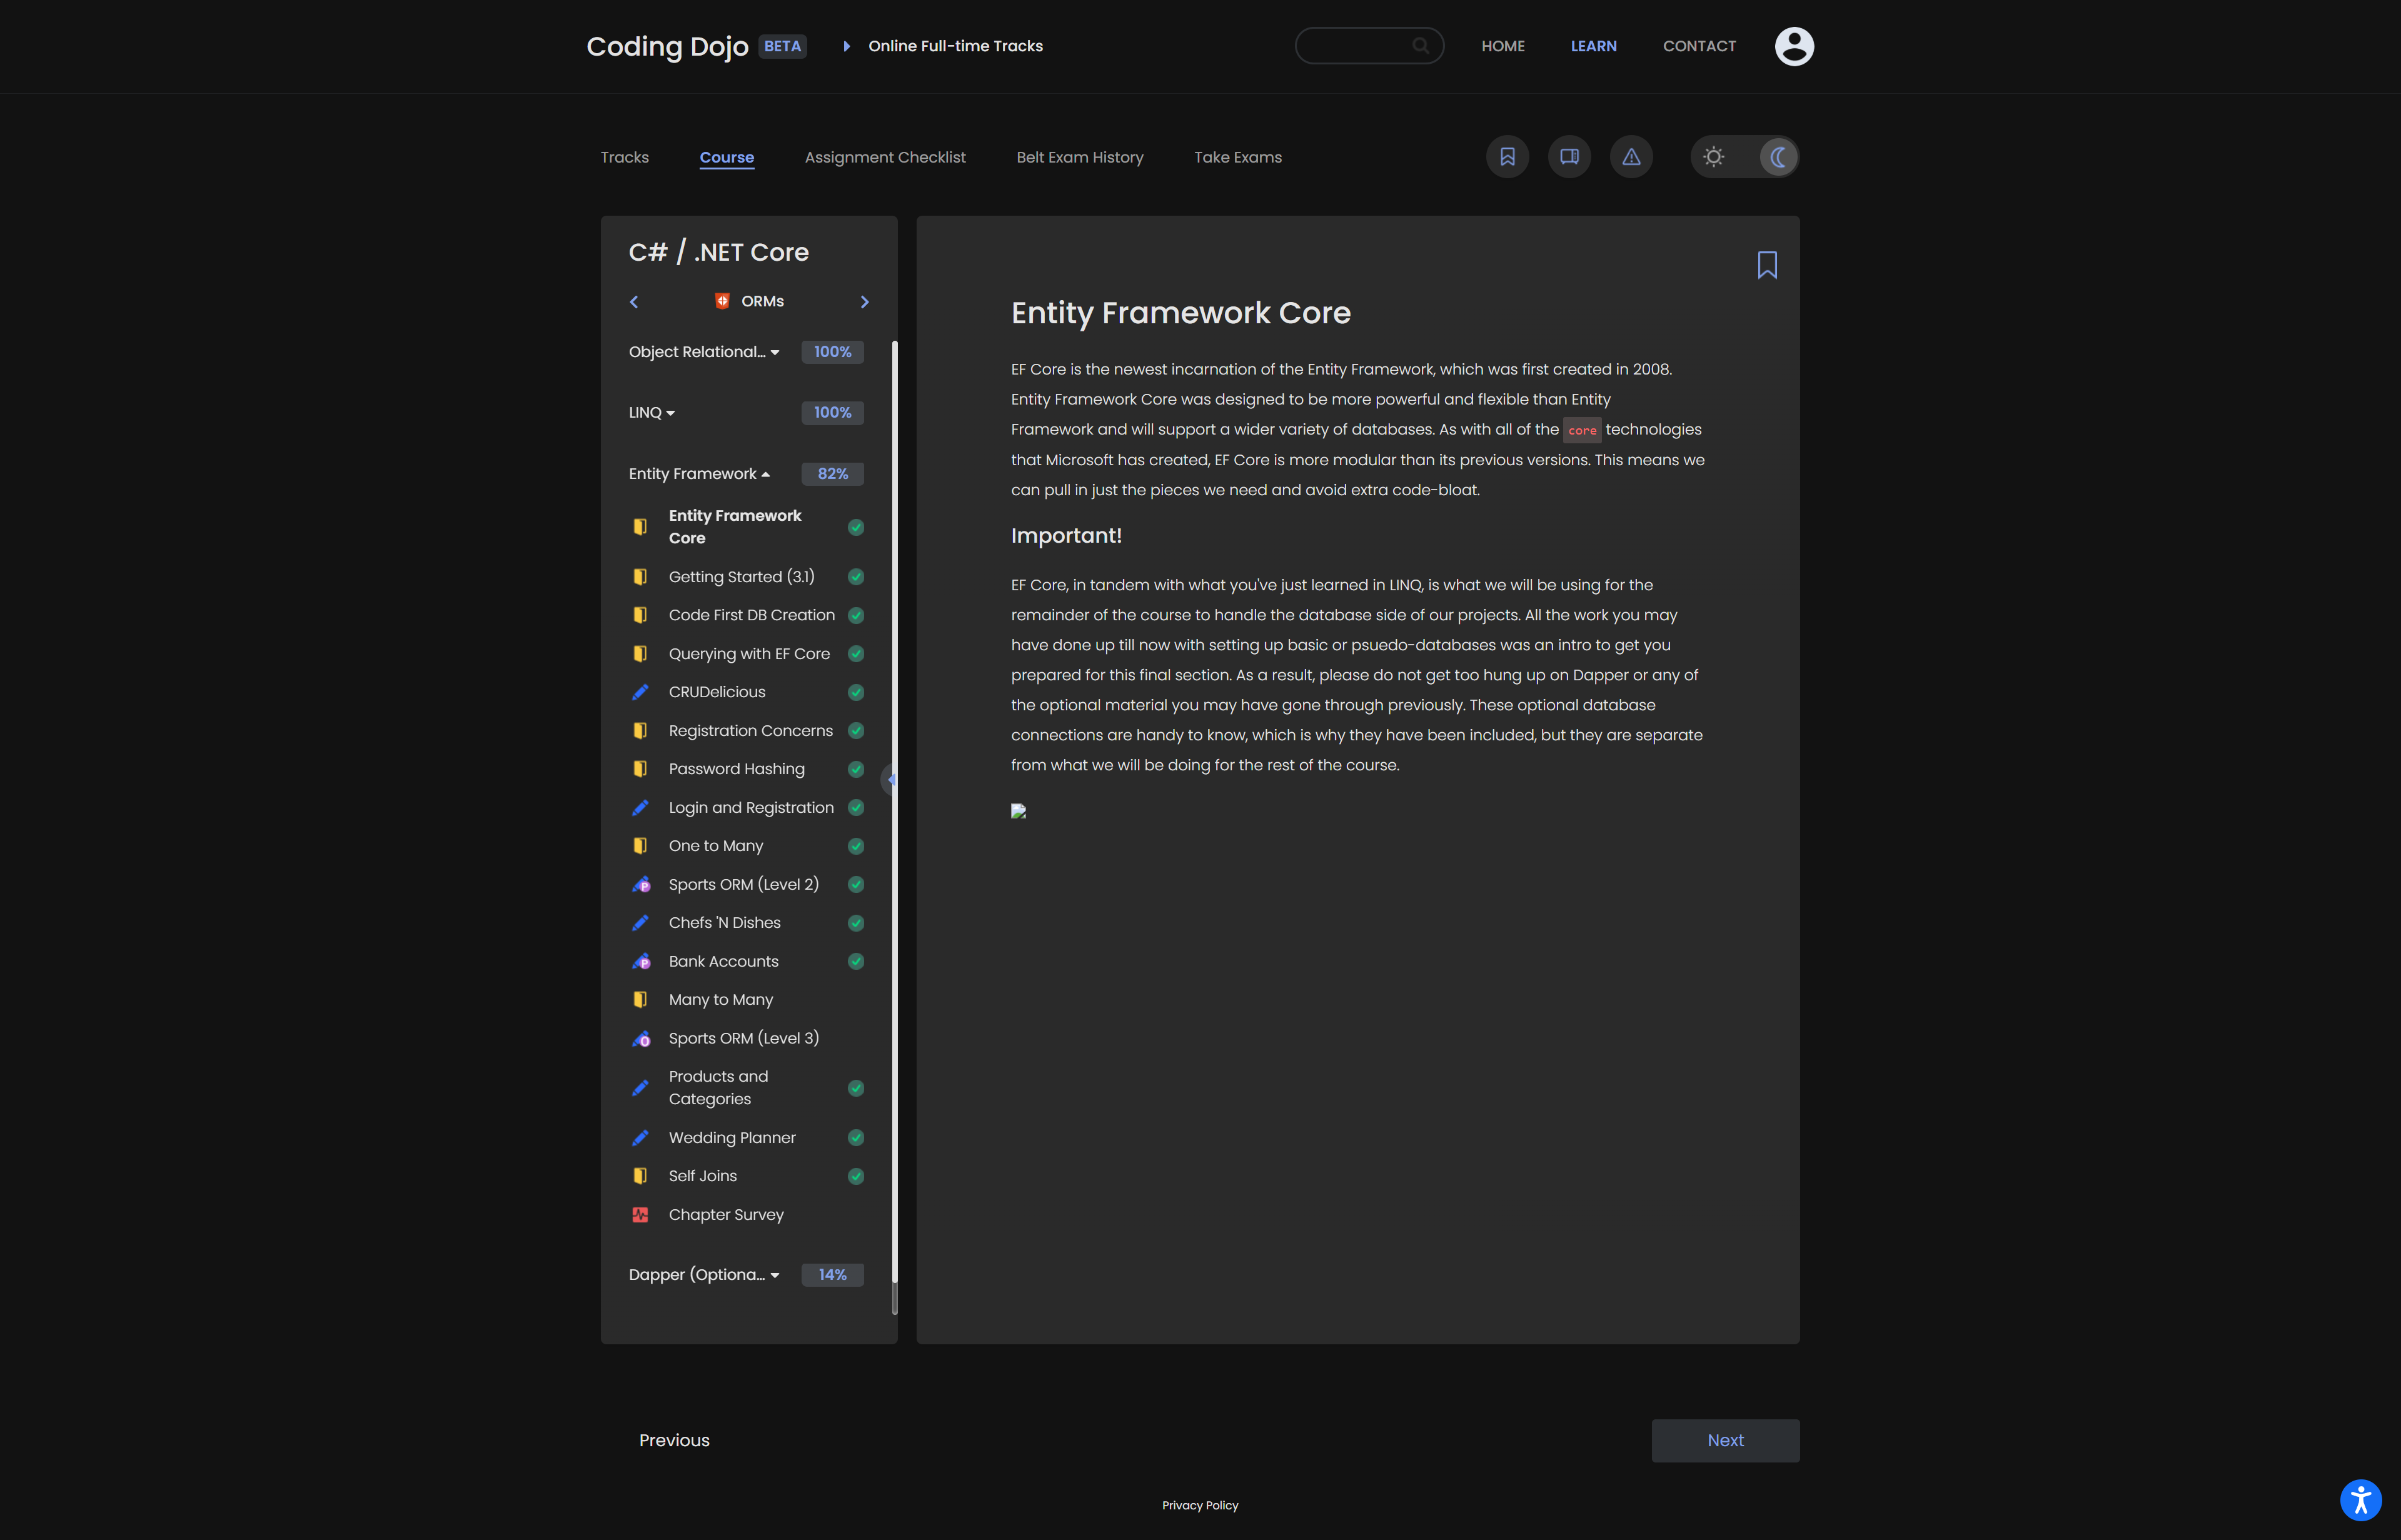 Coding Dojo BETA Online Full-time Tracks HOME LEARN CONTACT
Tracks Course Assignment Checklist Belt Exam History Take Exams
C# / .NET Core
ORMs
Object Relational... 100%
LINQ 100%
Entity Framework 82%
Entity Framework
Core
Getting Started (3.1)
Code First DB Creation
Querying with EF Core
CRUDelicious
Registration Concerns
Password Hashing
Login and Registration
One to Many
Sports ORM (Level 2)
Chefs 'N Dishes
Bank Accounts
Many to Many
Sports ORM (Level 3)
Products and
Categories
Wedding Planner
Self Joins
Chapter Survey
Dapper (Optiona... 14%
Entity Framework Core
EF Core is the newest incarnation of the Entity Framework, which was first created in 2008.
Entity Framework Core was designed to be more powerful and flexible than Entity
Framework and will support a wider variety of databases. As with all of the core technologies
that Microsoft has created, EF Core is more modular than its previous versions. This means we
can pull in just the pieces we need and avoid extra code-bloat.
Important!
EF Core, in tandem with what you've just learned in LINQ, is what we will be using for the
remainder of the course to handle the database side of our projects. All the work you may
have done up till now with setting up basic or psuedo-databases was an intro to get you
prepared for this final section. As a result, please do not get too hung up on Dapper or any of
the optional material you may have gone through previously. These optional database
connections are handy to know, which is why they have been included, but they are separate
from what we will be doing for the rest of the course.
Previous
Next
Privacy Policy